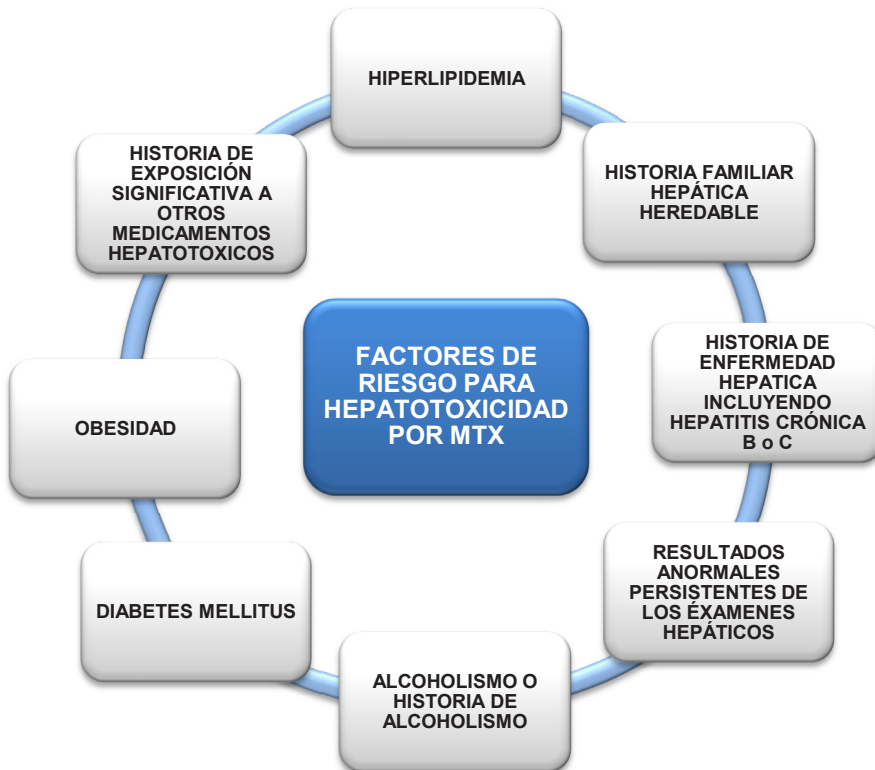 HIPERLIPIDEMIA
HISTORIA FAMILIAR
HEPÁTICA
HEREDABLE
HISTORIA DE
ENFERMEDAD
HEPATICA
INCLUYENDO
HEPATITIS CRÓNICA
B o C
RESULTADOS
ANORMALES
PERSISTENTES DE
LOS ÉXAMENES
HEPÁTICOS
ALCOHOLISMO O
HISTORIA DE
ALCOHOLISMO
DIABETES MELLITUS
OBESIDAD
HISTORIA DE
EXPOSICIÓN
SIGNIFICATIVA A
OTROS
MEDICAMENTOS
HEPATOTOXICOS
FACTORES DE
RIESGO PARA
HEPATOTOXICIDAD
POR MTX